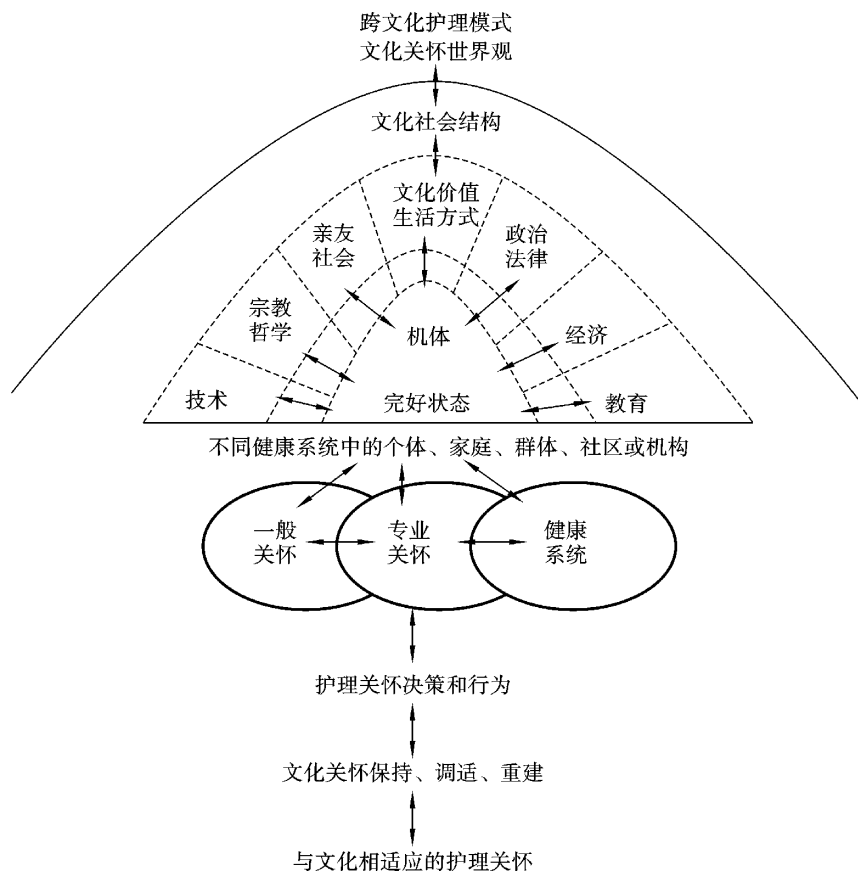 跨文化护理模式
文化关怀世界观
文化社会结构
文化价值
生活方式
亲友
社会
政治
法律
宗教
哲学
机体
经济
技术
完好状态
教育
不同健康系统中的个体、家庭、群体、社区或机构
一般
关怀
专业
关怀
健康
系统
护理关怀决策和行为
文化关怀保持、调适、重建
与文化相适应的护理关怀